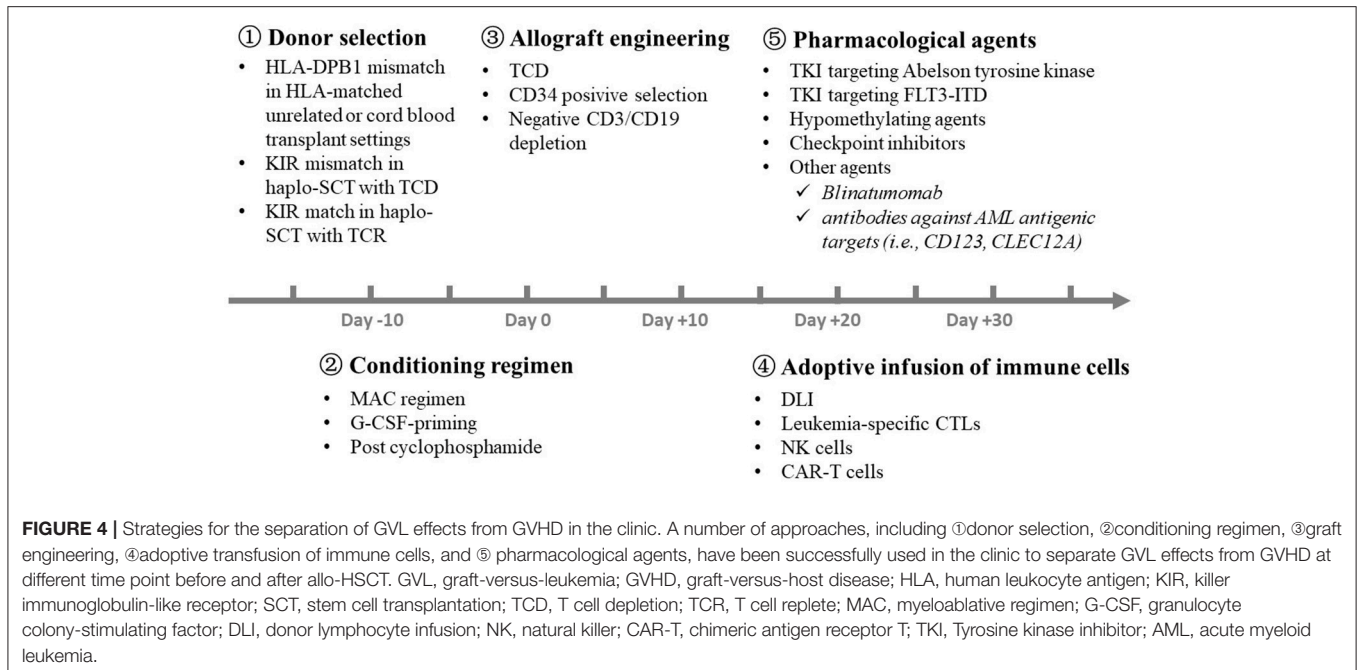 ① Donor selection
• HLA-DPB1 mismatch
in HLA-matched
unrelated or cord blood
transplant settings
• KIR mismatch in
haplo-SCT with TCD
• KIR match in haplo-
SCT with TCR
③ Allograft engineering
• TCD
• CD34 posivive selection
• Negative CD3/CD19
depletion
⑤ Pharmacological agents
• TKI targeting Abelson tyrosine kinase
• TKI targeting FLT3-ITD
• Hypomethylating agents
• Checkpoint inhibitors
• Other agents
✓ Blinatumomab
✓ antibodies against AML antigenic
targets (i.e., CD123, CLEC12A)
Day -10 Day 0 Day +10 Day +20 Day +30
② Conditioning regimen
• MAC regimen
• G-CSF-priming
• Post cyclophosphamide
④ Adoptive infusion of immune cells
• DLI
• Leukemia-specific CTLs
• NK cells
• CAR-T cells
FIGURE 4 | Strategies for the separation of GVL effects from GVHD in the clinic. A number of approaches, including ①donor selection, ②conditioning regimen, ③graft
engineering, ④adoptive transfusion of immune cells, and ⑤ pharmacological agents, have been successfully used in the clinic to separate GVL effects from GVHD at
different time point before and after allo-HSCT. GVL, graft-versus-leukemia; GVHD, graft-versus-host disease; HLA, human leukocyte antigen; KIR, killer
immunoglobulin-like receptor; SCT, stem cell transplantation; TCD, T cell depletion; TCR, T cell replete; MAC, myeloablative regimen; G-CSF, granulocyte
colony-stimulating factor; DLI, donor lymphocyte infusion; NK, natural killer; CAR-T, chimeric antigen receptor T; TKI, Tyrosine kinase inhibitor; AML, acute myeloid
leukemia.